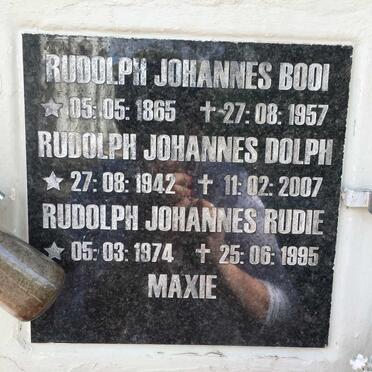 RUDOLPH JOHANNES BOOI
05: 05: 1865 27: 08: 1957
RUDOLPH JOHANNES DOLPH
27: 08: 1942 11: 02: 2007
RUDOLPH JOHANNES RUDIE
05: 03: 1974 25: 06: 1995
MAXIE